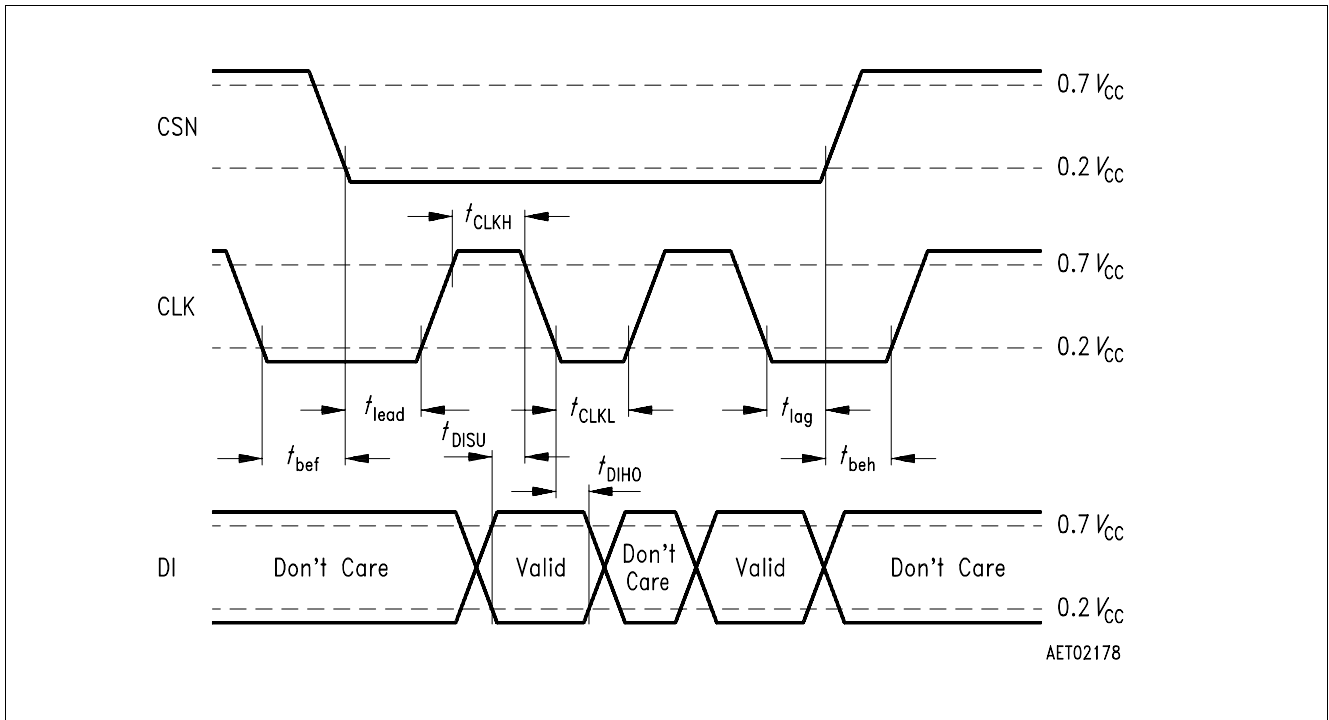 0.7 VCC
CSN
0.2 VCC
tCLKH
0.7 VCC
CLK
0.2 VCC
tlead
tCLKL
tlag
tDISU
tbef
tbeh
tDIHO
0.7 VCC
DI
Don't Care
Valid
Don't
Care
Valid
Don't Care
0.2 VCC
AET02178